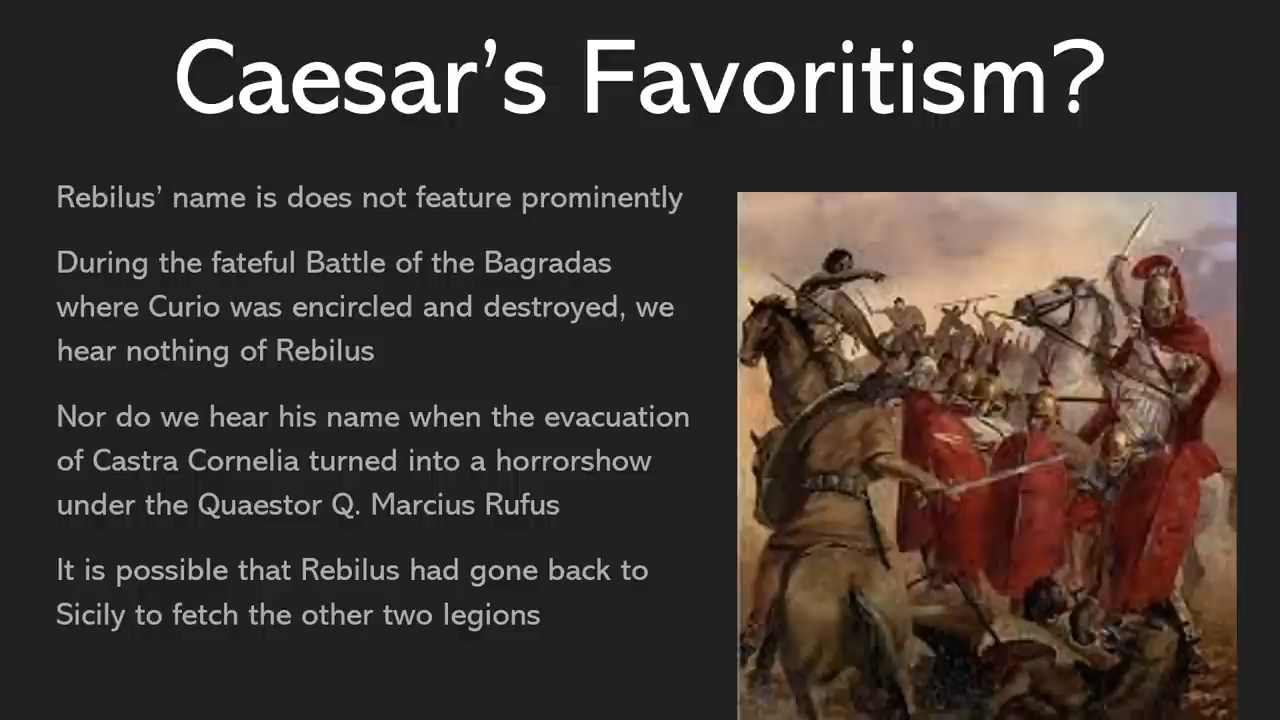 Caesar’s Favoritism?
Rebilus’ name is does not feature prominently
During the fateful Battle of the Bagradas
where Curio was encircled and destroyed, we
hear nothing of Rebilus
Nor do we hear his name when the evacuation
of Castra Cornelia turned into a horrorshow
under the Quaestor Q. Marcius Rufus
It is possible that Rebilus had gone back to
Sicily to fetch the other two legions